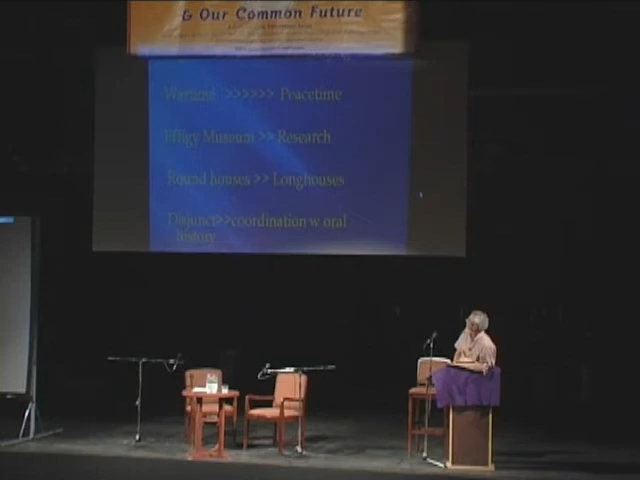 & Our Common Future
Wartime >>>>>> Peacetime
Effigy Museum >> Research
Round houses >> Longhouses
Disjunct>>coordination w oral
history